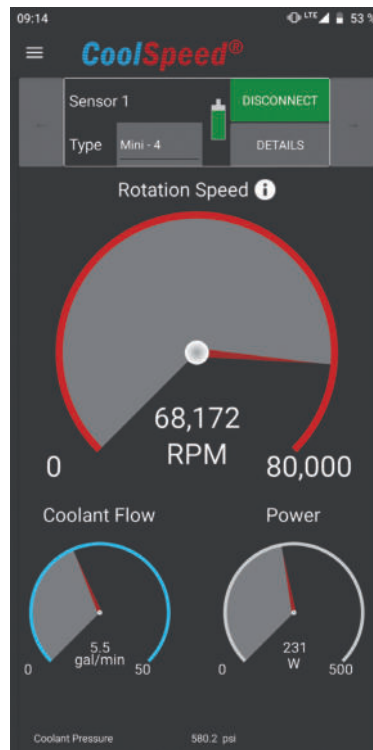 09:14 LTE 53 %
CoolSpeed®
Sensor 1 DISCONNECT
Type Mini - 4 DETAILS
Rotation Speed i
68,172
RPM
0 80,000
Coolant Flow Power
5.5 231
gal/min W
0 50 0 500
Coolant Pressure 580.2 psi